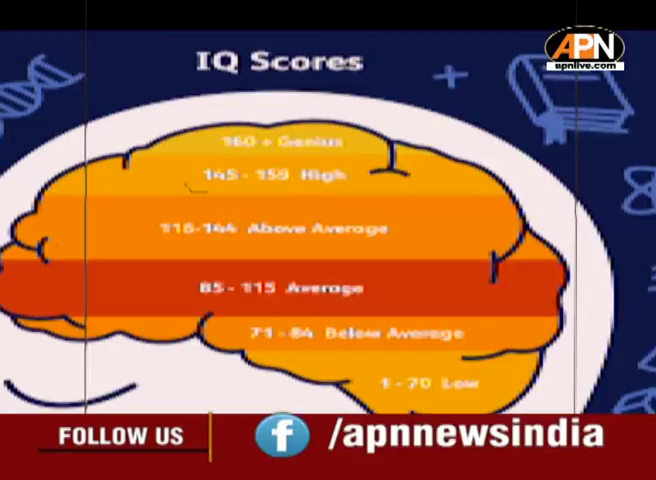 APN
apnlive.com
IQ Scores
160 + Genius
145 - 159 High
116-144 Above Average
85 - 115 Average
71 - 84 Below Average
1 - 70 Low
FOLLOW US
f /apnnewsindia